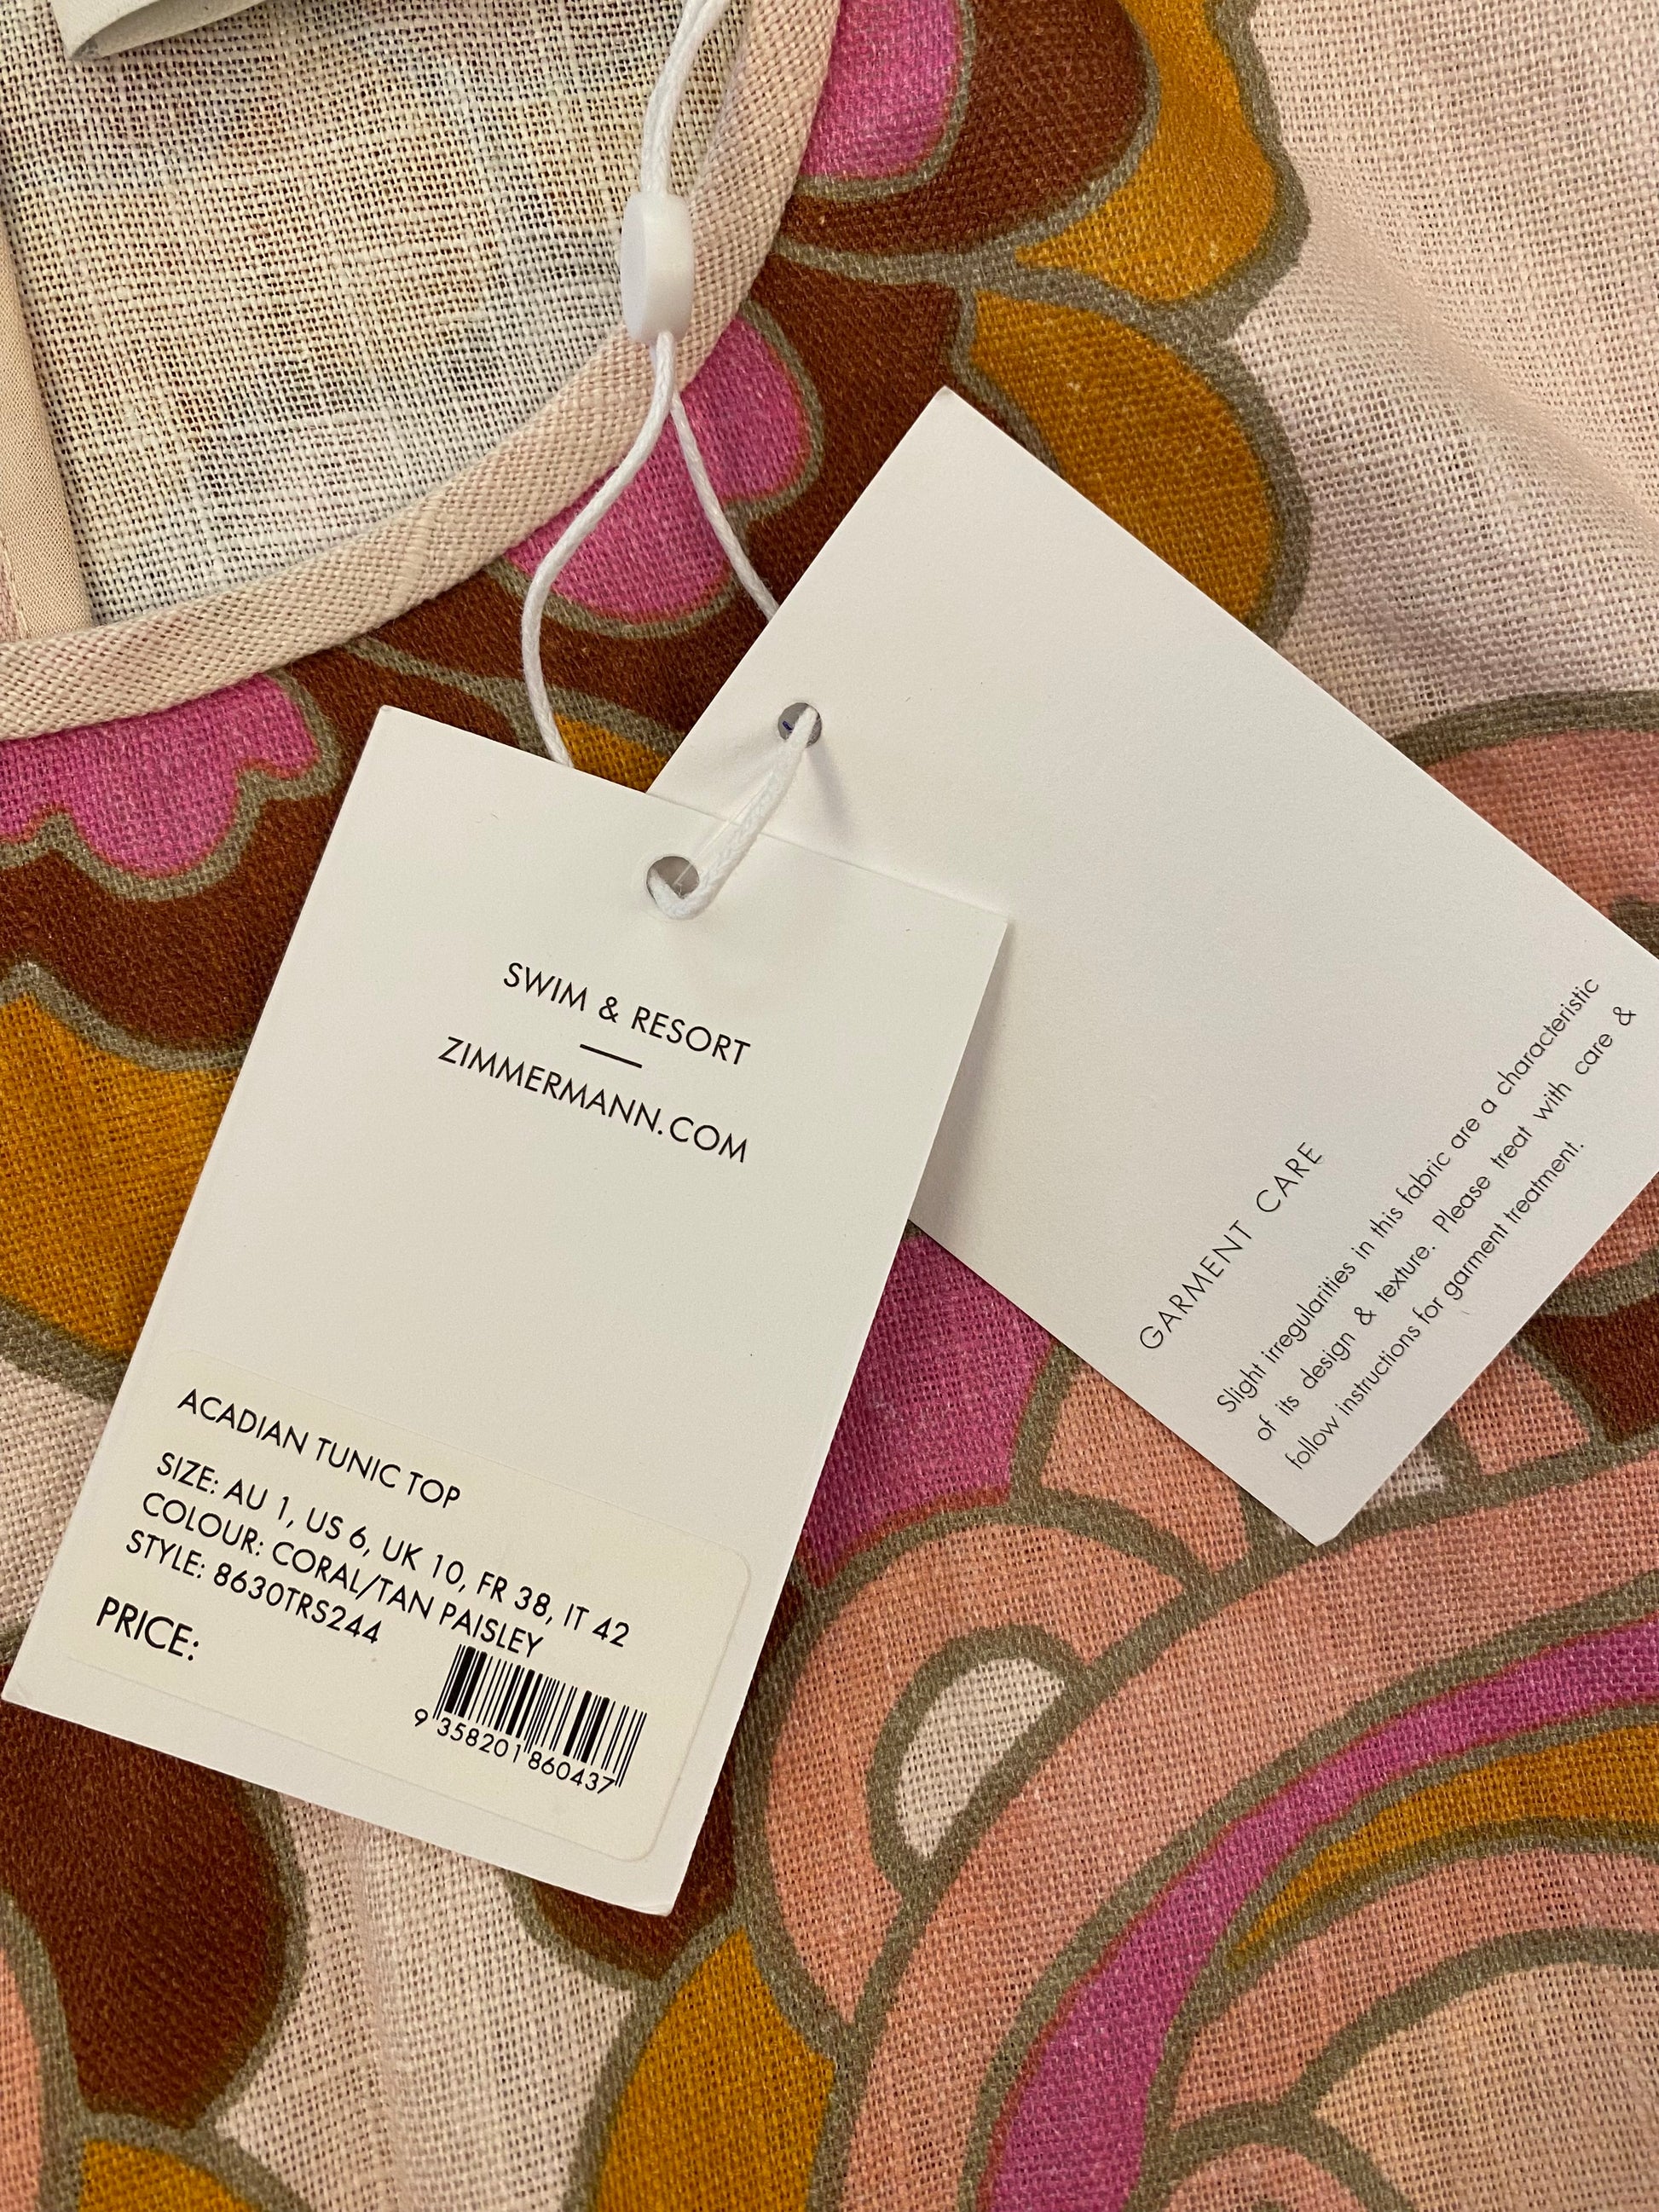 SWIM & RESORT
ZIMMERMANN.COM
ACADIAN TUNIC TOP
SIZE: AU 1, US 6, UK 10, FR 38, IT 42
COLOUR: CORAL/TAN PAISLEY
STYLE: 8630TRS244
PRICE:
9 358201 860437
GARMENT CARE
Slight irregularities in this fabric are a characteristic
of its design & texture. Please treat with care &
follow instructions for garment treatment.